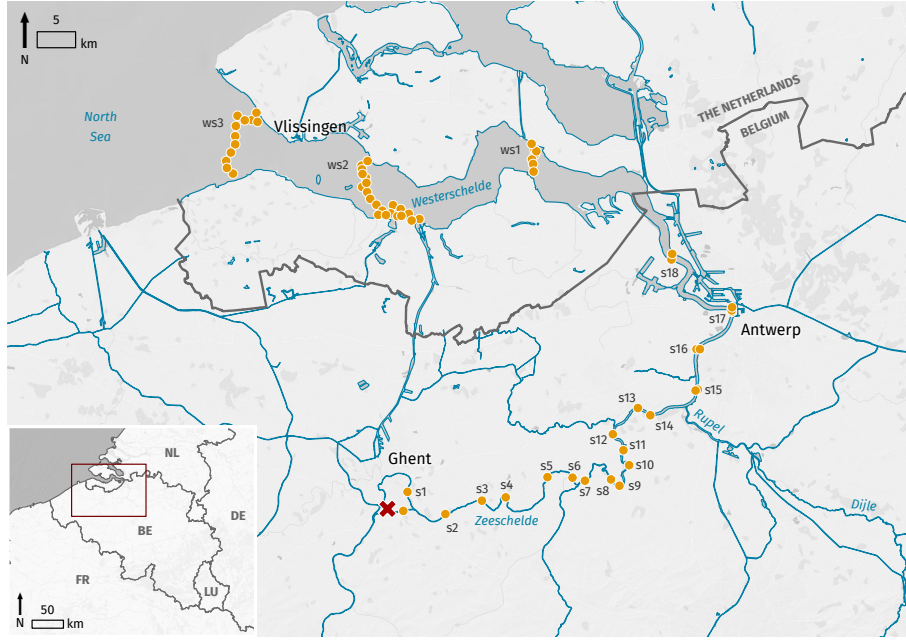 5
km
N
North
Sea
ws3
Vlissingen
ws2
Westerschelde
ws1
THE NETHERLANDS
BELGIUM
s18
s17
Antwerp
s16
s15
s13
s14
Rupel
s12
s11
s10
Ghent
s1
s2
s3
s4
s5
s6
s7
s8
s9
Zeeschelde
Dijle
NL
BE
DE
FR
LU
50
N
km